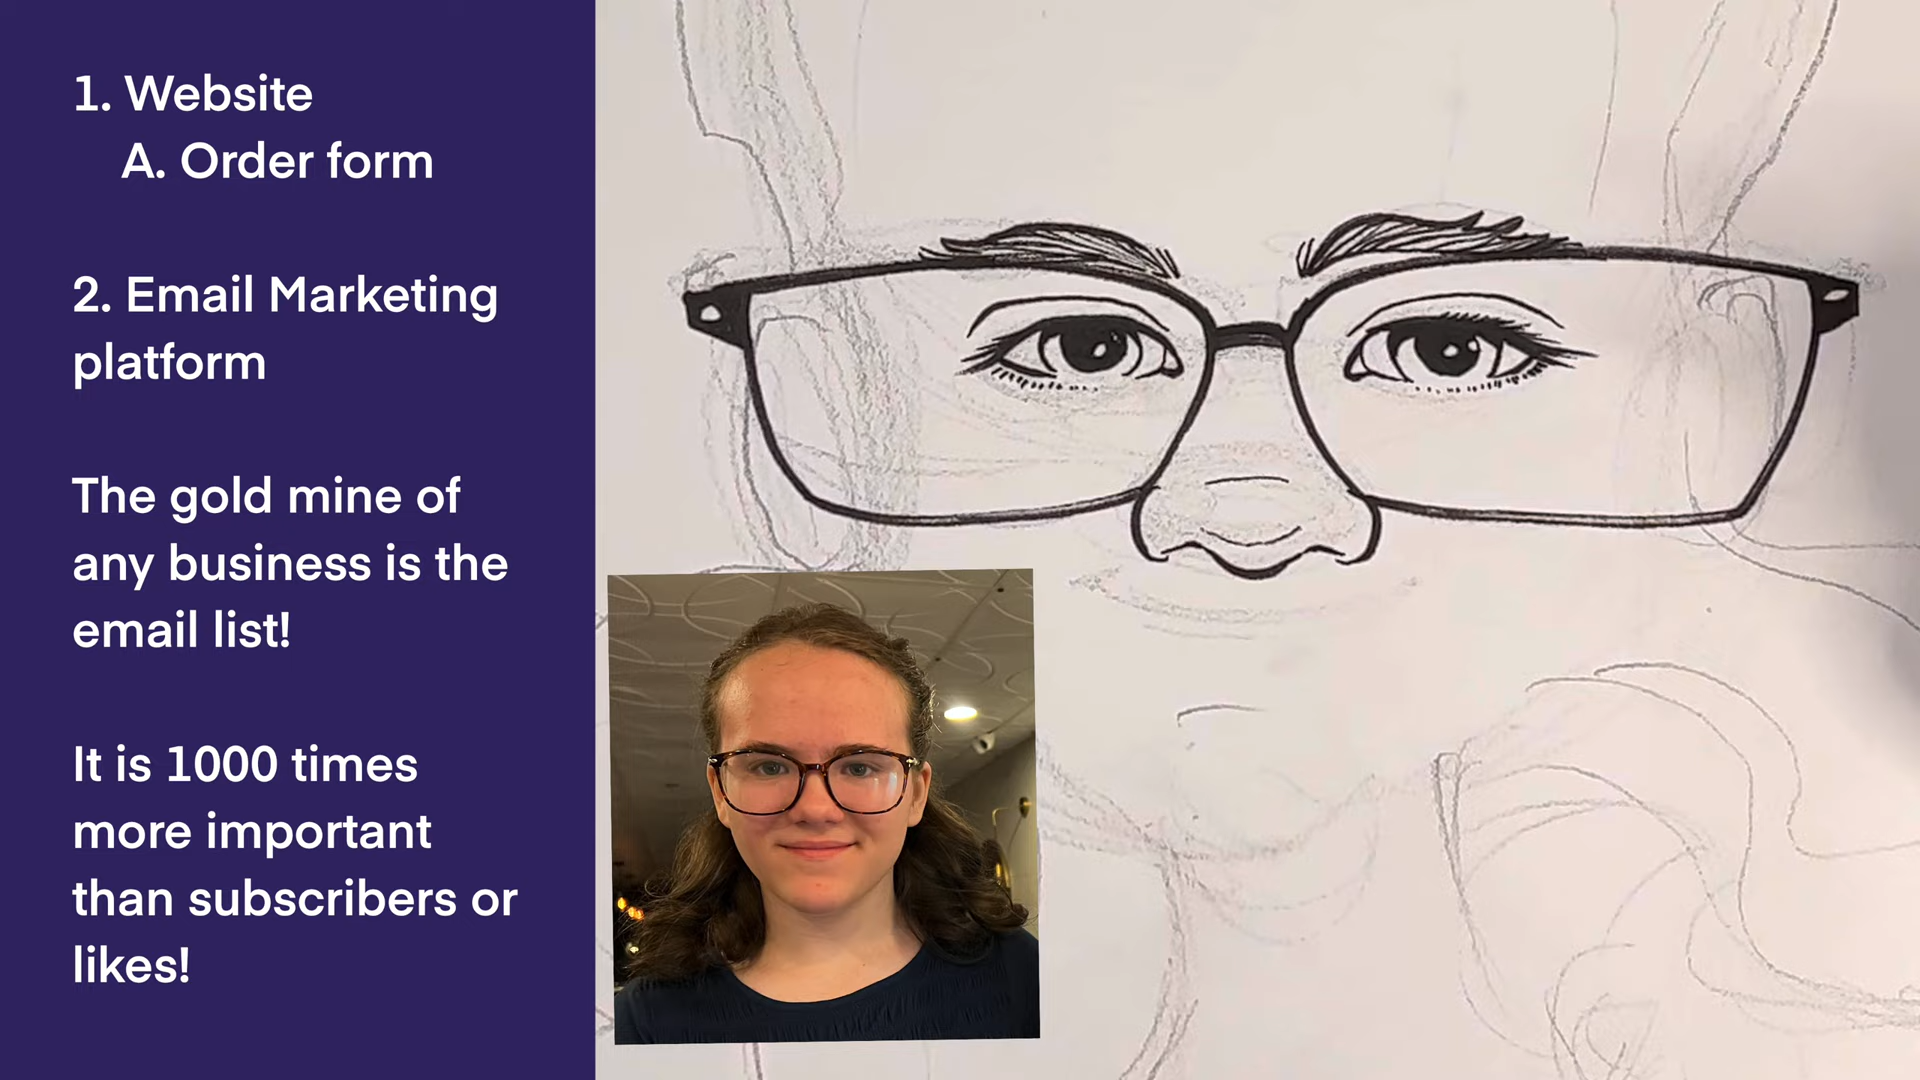 1. Website
A. Order form
2. Email Marketing
platform
The gold mine of
any business is the
email list!
It is 1000 times
more important
than subscribers or
likes!